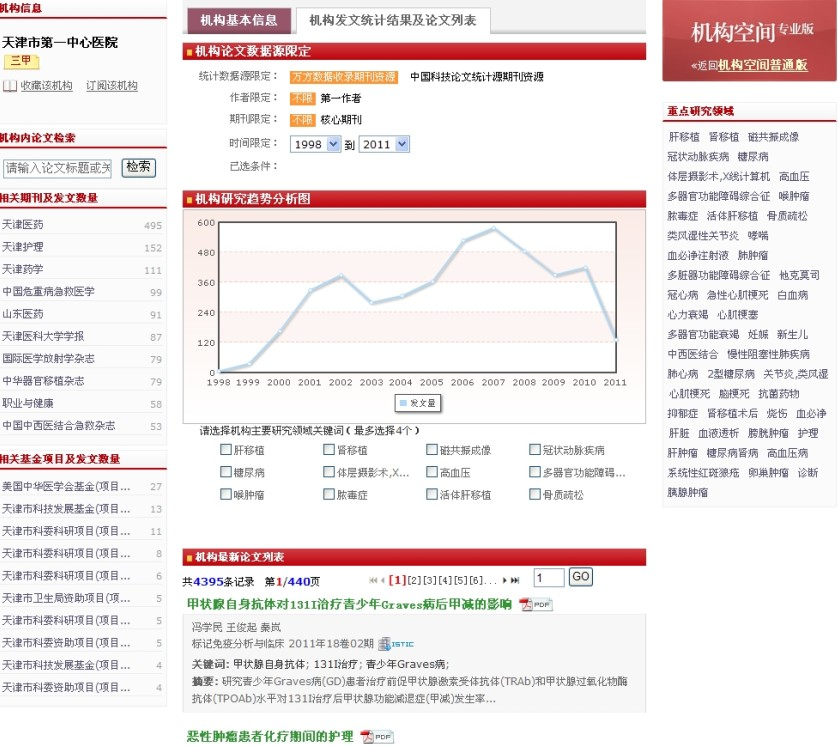 机构信息
天津市第一中心医院
三甲
收藏该机构 订阅该机构
机构内论文检索
请输入论文标题或关 检索
相关期刊及发文数量
天津医药 495
天津护理 152
天津药学 111
中国危重病急救医学 99
山东医药 91
天津医科大学学报 87
国际医学放射学杂志 79
中华器官移植杂志 79
职业与健康 58
中国中西医结合急救杂志 53
相关基金项目及发文数量
美国中华医学会基金(项目... 27
天津市科技发展基金(项目... 13
天津市科委科研项目(项目... 11
天津市科委科研项目(项目... 8
天津市科委科研项目(项目... 6
天津市卫生局资助项目(项... 5
天津市科委科研项目(项目... 5
天津市科委资助项目(项目... 5
天津市科技发展基金(项目... 4
天津市科委资助项目(项目... 4
机构基本信息 机构发文统计结果及论文列表
机构论文数据源限定
统计数据源限定： 万方数据收录期刊资源 中国科技论文统计源期刊资源
作者限定： 不限 第一作者
期刊限定： 不限 核心期刊
时间限定： 1998 到 2011
已选条件：
机构研究趋势分析图
600
480
360
240
120
0
1998 1999 2000 2001 2002 2003 2004 2005 2006 2007 2008 2009 2010 2011
发文量
请选择机构主要研究领域关键词（最多选择4个）
肝移植 肾移植 磁共振成像 冠状动脉疾病
糖尿病 体层摄影术,X... 高血压 多器官功能障碍...
喉肿瘤 脓毒症 活体肝移植 骨质疏松
机构最新论文列表
共4395条记录 第1/440页 [1][2][3][4][5][6]... 1 GO
甲状腺自身抗体对131I治疗青少年Graves病后甲减的影响 PDF
冯学民 王俊起 秦岚
标记免疫分析与临床 2011年18卷02期 ISTIC
关键词: 甲状腺自身抗体; 131I治疗; 青少年Graves病;
摘要: 研究青少年Graves病(GD)患者治疗前促甲状腺激素受体抗体(TRAb)和甲状腺过氧化物酶
抗体(TPOAb)水平对131I治疗后甲状腺功能减退症(甲减)发生率...
恶性肿瘤患者化疗期间的护理 PDF
机构空间专业版
«返回机构空间普通版
重点研究领域
肝移植 肾移植 磁共振成像
冠状动脉疾病 糖尿病
体层摄影术,X线计算机 高血压
多器官功能障碍综合征 喉肿瘤
脓毒症 活体肝移植 骨质疏松
类风湿性关节炎 哮喘
血必净注射液 肺肿瘤
多脏器功能障碍综合征 他克莫司
冠心病 急性心肌梗死 白血病
心力衰竭 心肌梗塞
多器官功能衰竭 妊娠 新生儿
中西医结合 慢性阻塞性肺疾病
肺心病 2型糖尿病 关节炎,类风湿
心肌梗死 脑梗死 抗菌药物
抑郁症 肾移植术后 烧伤 血必净
肝脏 血液透析 膀胱肿瘤 护理
肝肿瘤 糖尿病肾病 高血压病
系统性红斑狼疮 卵巢肿瘤 诊断
胰腺肿瘤